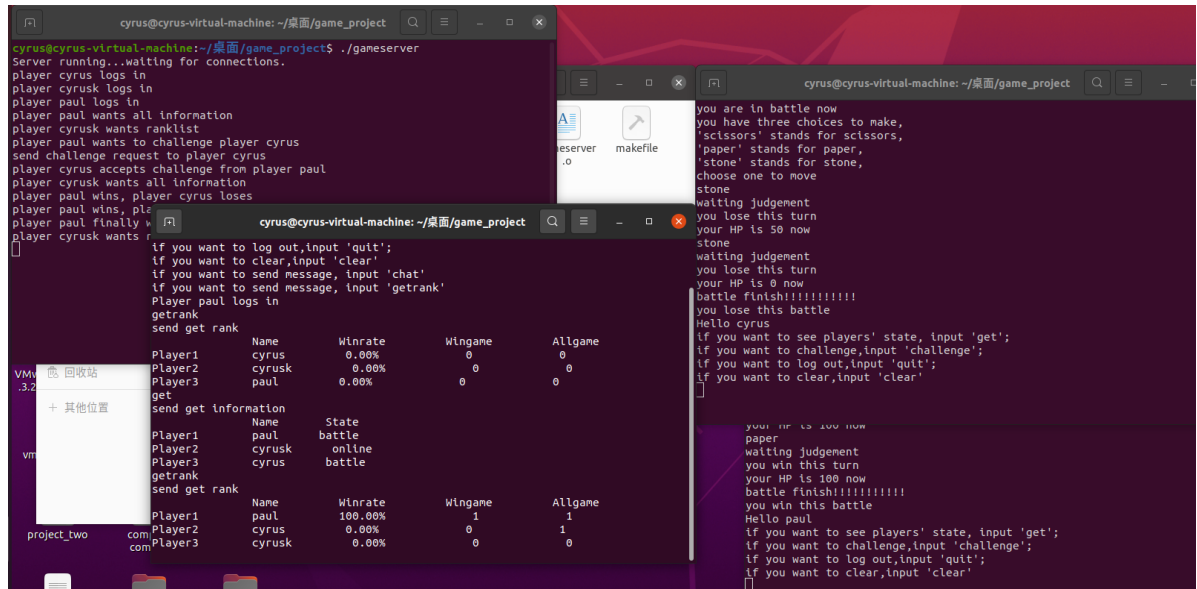 cyrus@cyrus-virtual-machine: ~/桌面/game_project
cyrus@cyrus-virtual-machine:~/桌面/game_project$ ./gameserver
Server running...waiting for connections.
player cyrus logs in
player cyrusk logs in
player paul logs in
player paul wants all information
player cyrusk wants ranklist
player paul wants to challenge player cyrus
send challenge request to player cyrus
player cyrus accepts challenge from player paul
player cyrusk wants all information
player paul wins, player cyrus loses
player paul wins, pla
player paul finally w
player cyrusk wants r
eserver
.o
makefile
cyrus@cyrus-virtual-machine: ~/桌面/game_project
you are in battle now
you have three choices to make,
'scissors' stands for scissors,
'paper' stands for paper,
'stone' stands for stone,
choose one to move
stone
waiting judgement
you lose this turn
your HP is 50 now
stone
waiting judgement
you lose this turn
your HP is 0 now
battle finish!!!!!!!!!!!
you lose this battle
Hello cyrus
if you want to see players' state, input 'get';
if you want to challenge,input 'challenge';
if you want to log out,input 'quit';
if you want to clear,input 'clear'
cyrus@cyrus-virtual-machine: ~/桌面/game_project
if you want to log out,input 'quit';
if you want to clear,input 'clear'
if you want to send message, input 'chat'
if you want to send message, input 'getrank'
Player paul logs in
getrank
send get rank
Name Winrate Wingame Allgame
Player1 cyrus 0.00% 0 0
Player2 cyrusk 0.00% 0 0
Player3 paul 0.00% 0 0
get
send get information
Name State
Player1 paul battle
Player2 cyrusk online
Player3 cyrus battle
getrank
send get rank
Name Winrate Wingame Allgame
Player1 paul 100.00% 1 1
Player2 cyrus 0.00% 0 1
Player3 cyrusk 0.00% 0 0
your HP is 100 now
paper
waiting judgement
you win this turn
your HP is 100 now
battle finish!!!!!!!!!!!
you win this battle
Hello paul
if you want to see players' state, input 'get';
if you want to challenge,input 'challenge';
if you want to log out,input 'quit';
if you want to clear,input 'clear'
回收站
+ 其他位置
VMw
.3.2
vm
project_two
com
com